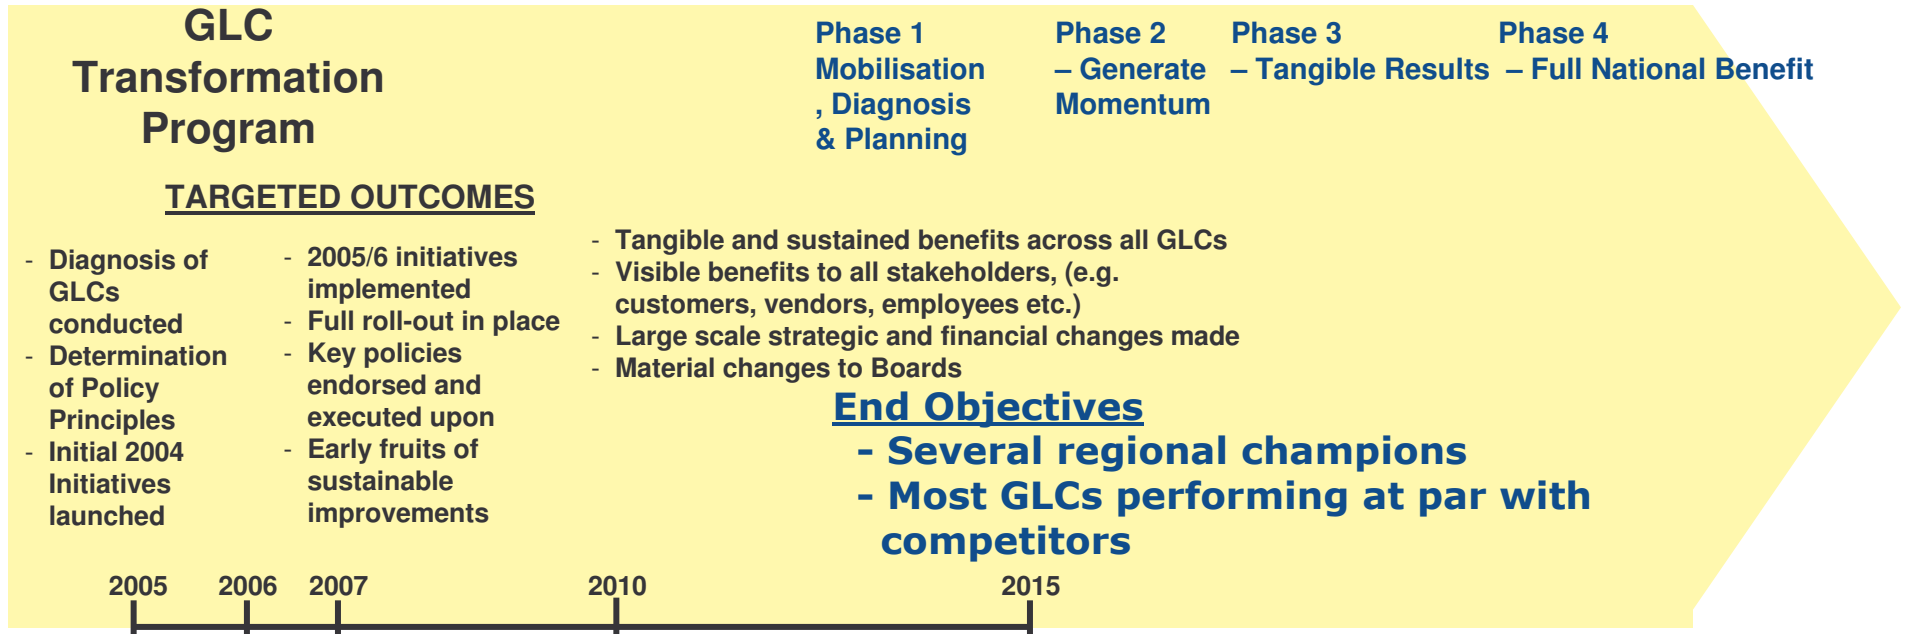 GLC
Transformation
Program
Phase 1
Mobilisation
, Diagnosis
& Planning
Phase 2
– Generate
Momentum
Phase 3
– Tangible Results
Phase 4
– Full National Benefit
TARGETED OUTCOMES
- Diagnosis of
GLCs
conducted
- Determination
of Policy
Principles
- Initial 2004
Initiatives
launched
- 2005/6 initiatives
implemented
- Full roll-out in place
- Key policies
endorsed and
executed upon
- Early fruits of
sustainable
improvements
- Tangible and sustained benefits across all GLCs
- Visible benefits to all stakeholders, (e.g.
customers, vendors, employees etc.)
- Large scale strategic and financial changes made
- Material changes to Boards
End Objectives
- Several regional champions
- Most GLCs performing at par with
competitors
2005 2006 2007 2010 2015